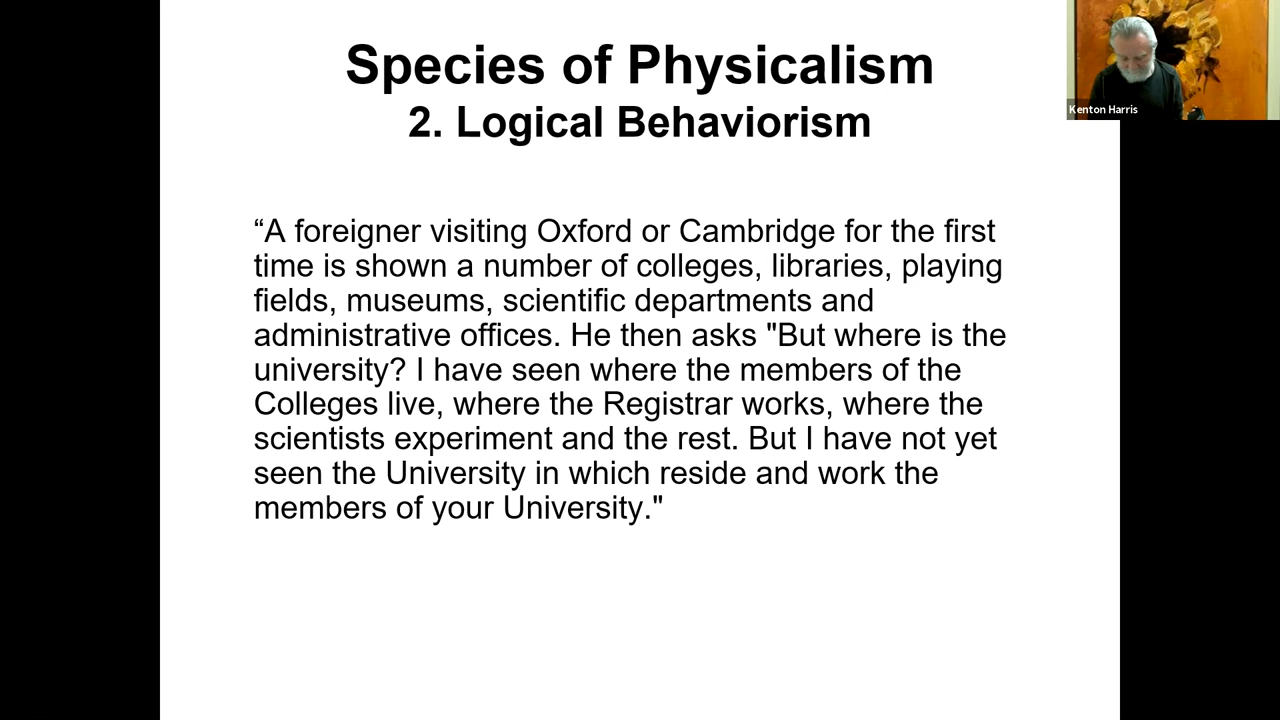 Species of Physicalism
2. Logical Behaviorism
Kenton Harris
“A foreigner visiting Oxford or Cambridge for the first
time is shown a number of colleges, libraries, playing
fields, museums, scientific departments and
administrative offices. He then asks "But where is the
university? I have seen where the members of the
Colleges live, where the Registrar works, where the
scientists experiment and the rest. But I have not yet
seen the University in which reside and work the
members of your University."